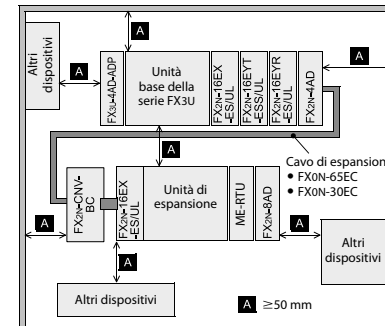 A
Altri
dispositivi
A
FX3U-4AD-ADP
Unità
base della
serie FX3U
FX2N-16EX
-ES/UL
FX2N-16EYT
-ESS/UL
FX2N-16EYR
-ES/UL
FX2N-4AD
A
A
Cavo di espansion
• FX0N-65EC
• FX0N-30EC
FX2N-CNV-
BC
FX2N-16EX
-ES/UL
Unità di
espansione
ME-RTU
FX2N-8AD
A
A
A
Altri
dispositivi
Altri dispositivi
A ≥50 mm